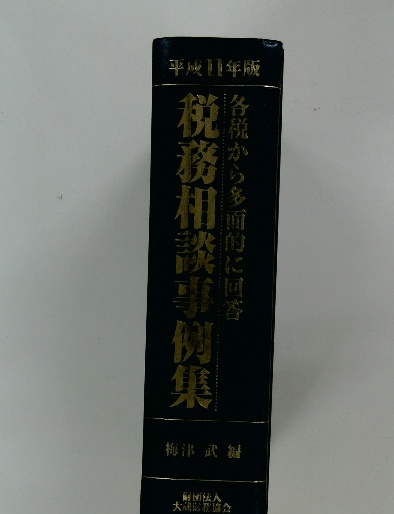 平成11年版
各税から多面的に回答
税務相談事例集
梅津 武 編
財団法人
大蔵財務協会